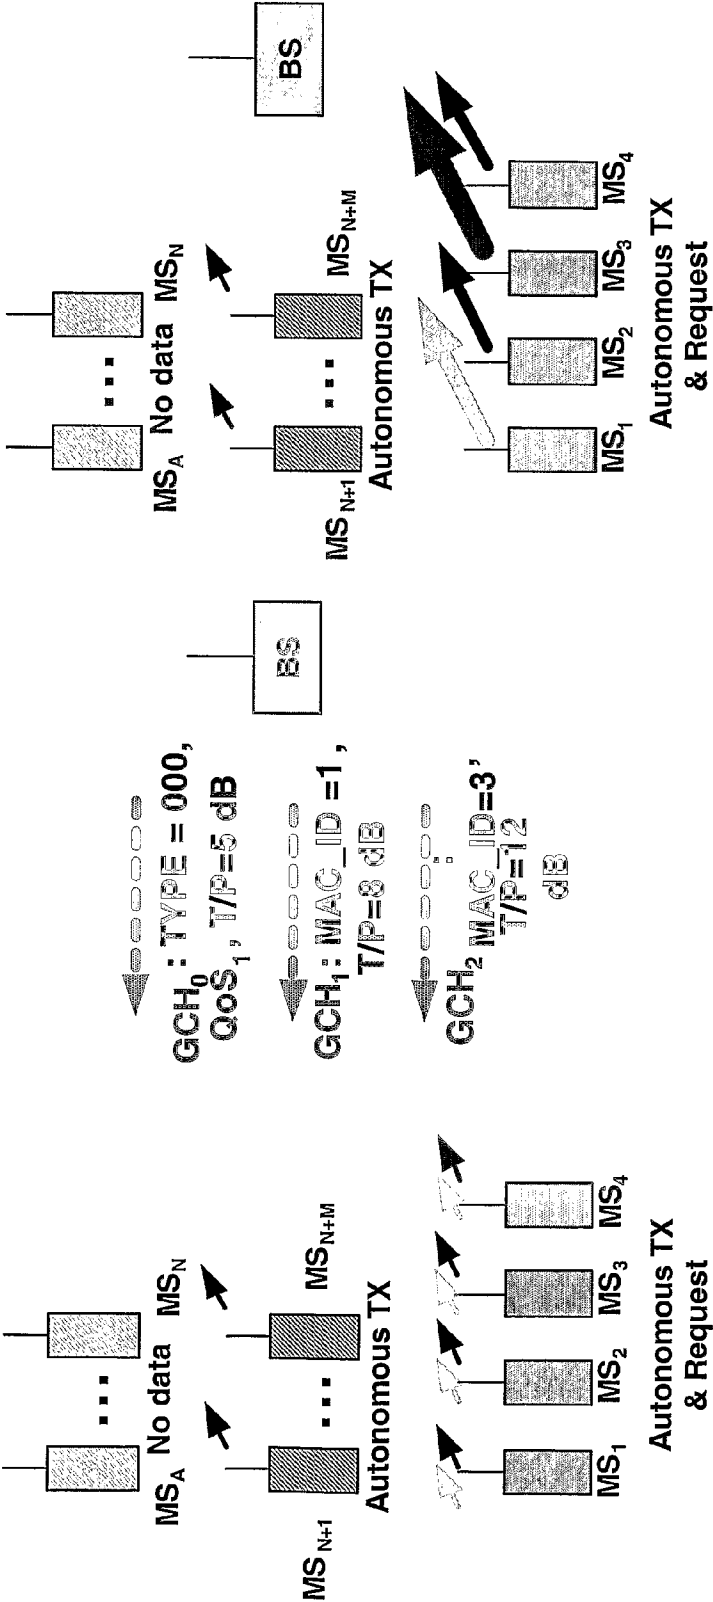 MS_A No data MS_N
MS_N+1
Autonomous TX
MS_N+M
MS_1 MS_2 MS_3 MS_4
Autonomous TX
& Request
GCH_0 : TYPE = 000,
QoS_1, T/P=5 dB
GCH_1: MAC_ID =1,
T/P=8 dB
GCH_2 MAC_ID=3,
T/P=12
dB
BS
MS_A No data MS_N
MS_N+1
Autonomous TX
MS_N+M
MS_1 MS_2 MS_3 MS_4
Autonomous TX
& Request
BS